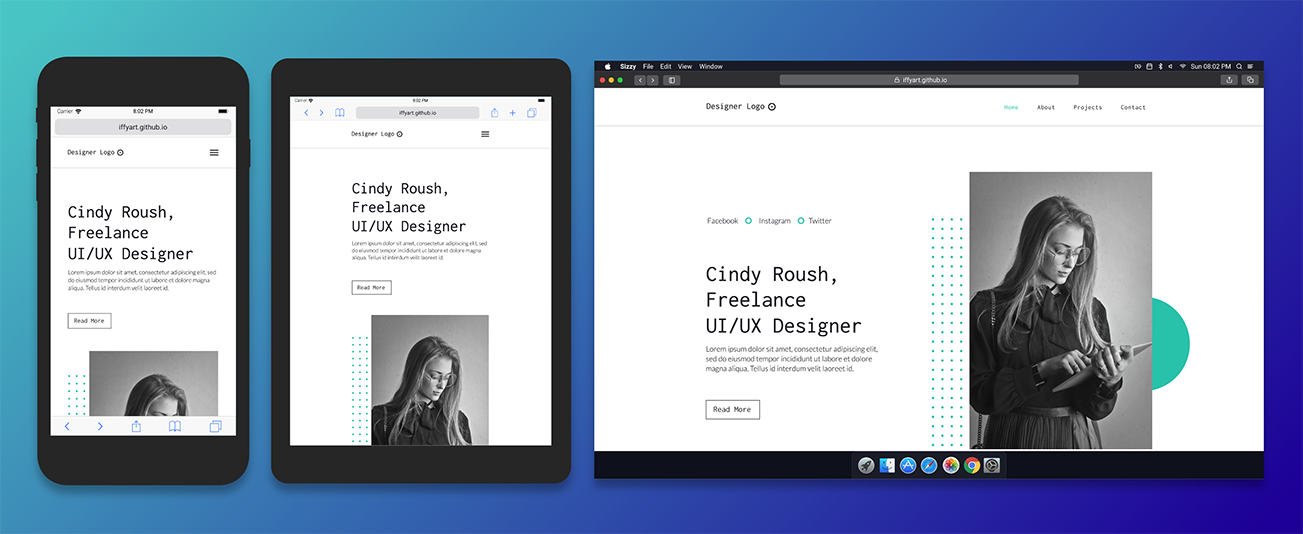 Carrier
8:02 PM
iffyart.github.io
Designer Logo
Cindy Roush,
Freelance
UI/UX Designer
Lorem ipsum dolor sit amet, consectetur adipiscing elit, sed
do eiusmod tempor incididunt ut labore et dolore magna
aliqua. Tellus id interdum velit laoreet id.
Read More
Carrier
8:02 PM
iffyart.github.io
Designer Logo
Cindy Roush,
Freelance
UI/UX Designer
Lorem ipsum dolor sit amet, consectetur adipiscing elit, sed
do eiusmod tempor incididunt ut labore et dolore magna
aliqua. Tellus id interdum velit laoreet id.
Read More
Sizzy File Edit View Window Sun 08:02 PM
iffyart.github.io
Designer Logo Home About Projects Contact
Facebook Instagram Twitter
Cindy Roush,
Freelance
UI/UX Designer
Lorem ipsum dolor sit amet, consectetur adipiscing elit,
sed do eiusmod tempor incididunt ut labore et dolore
magna aliqua. Tellus id interdum velit laoreet id.
Read More